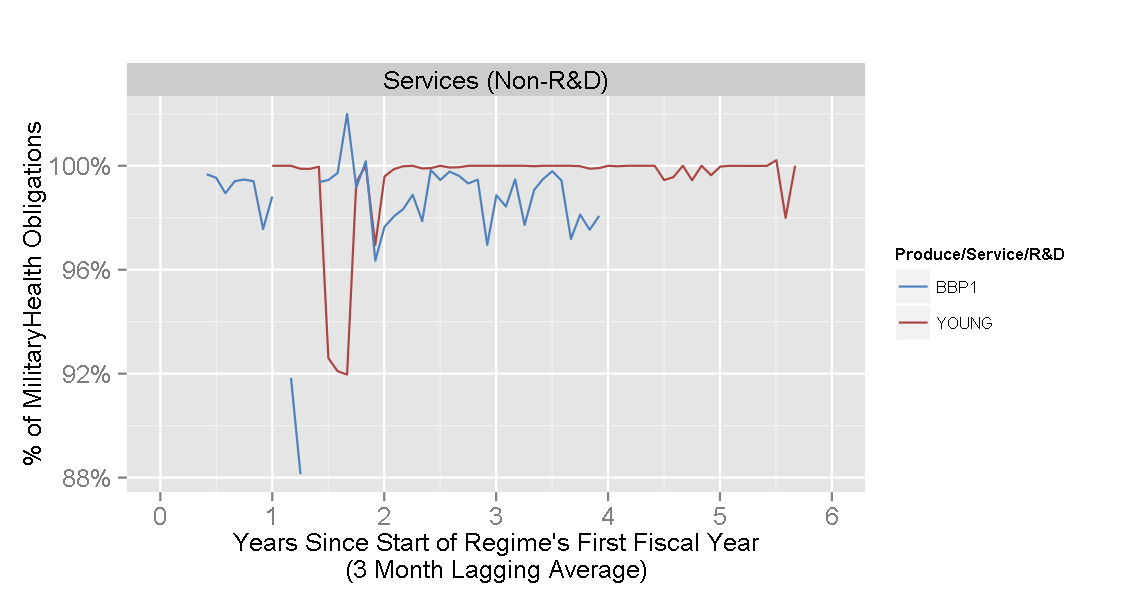 Services (Non-R&D)
% of MilitaryHealth Obligations
100%
96%
92%
88%
0 1 2 3 4 5 6
Years Since Start of Regime's First Fiscal Year
(3 Month Lagging Average)
Produce/Service/R&D
BBP1
YOUNG